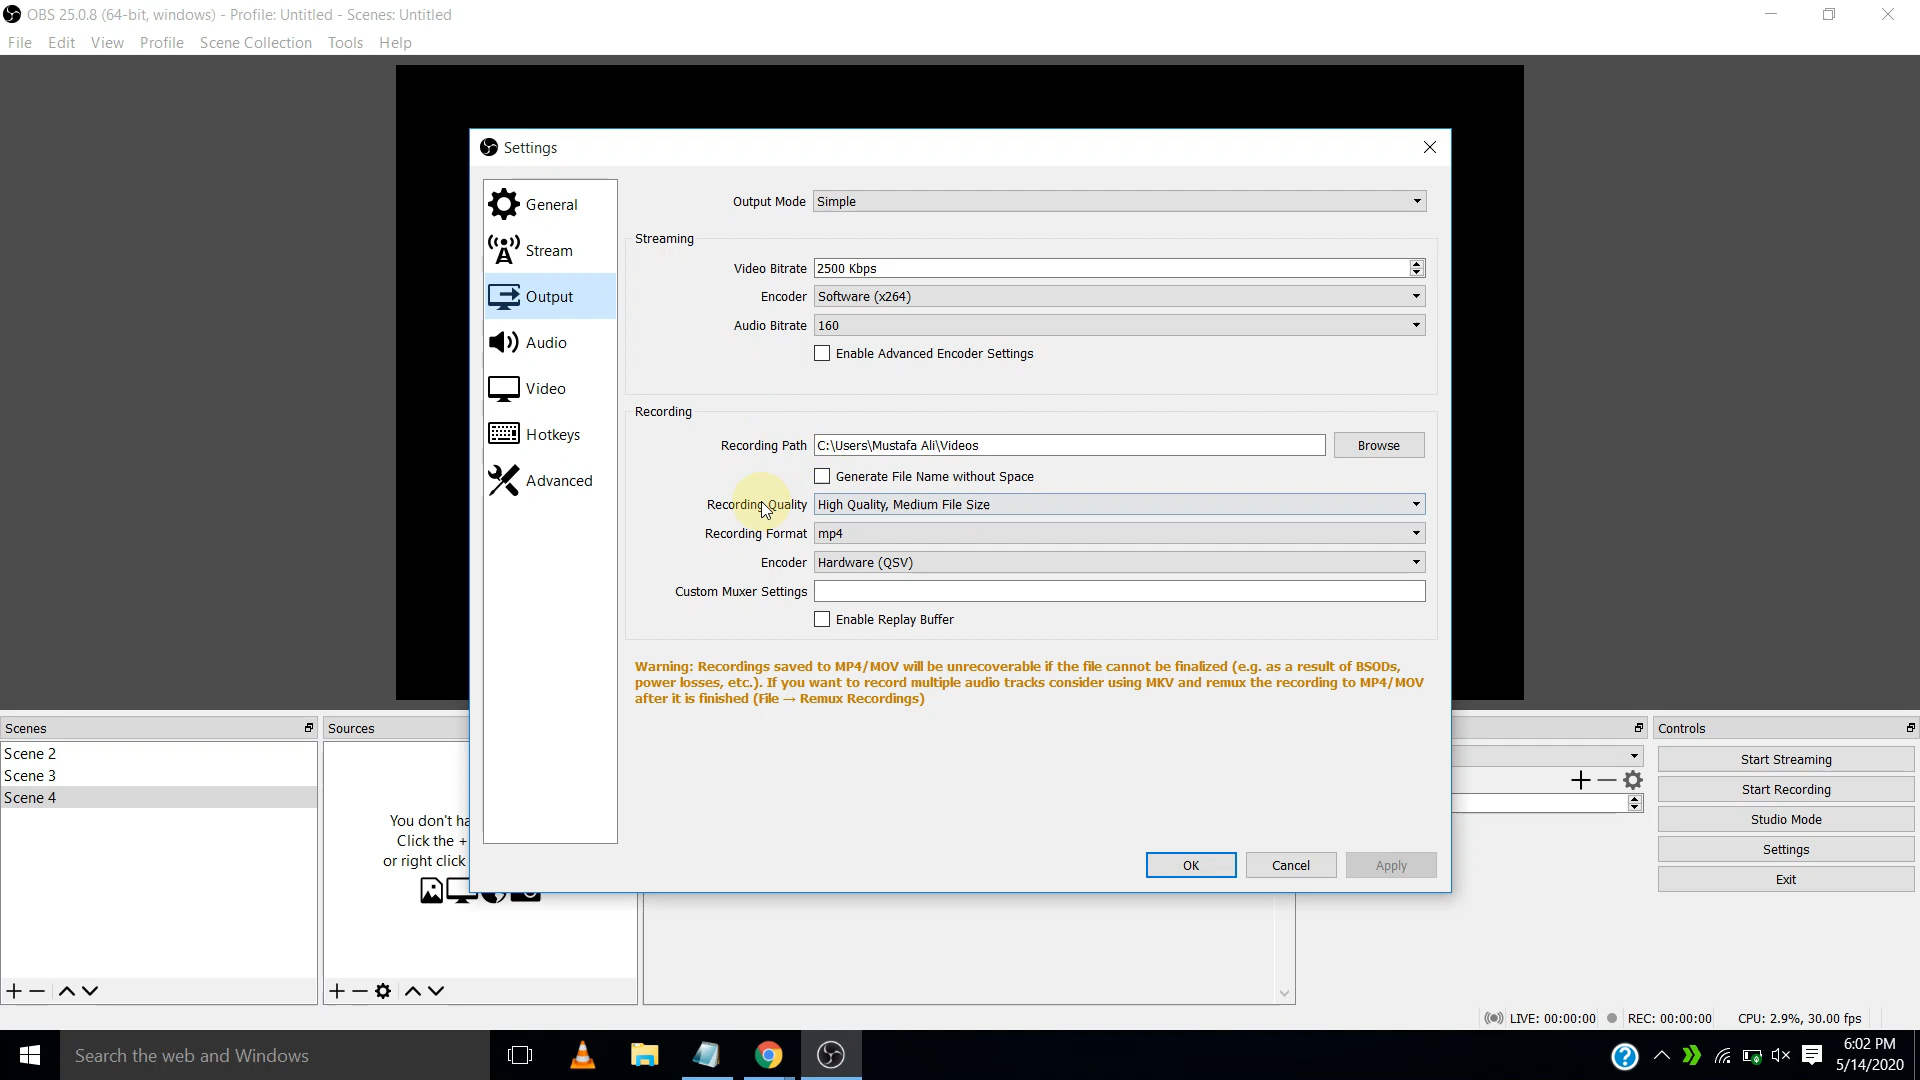 OBS 25.0.8 (64-bit, windows) - Profile: Untitled - Scenes: Untitled
File Edit View Profile Scene Collection Tools Help
Settings
General
Stream
Output
Audio
Video
Hotkeys
Advanced
Output Mode Simple
Streaming
Video Bitrate 2500 Kbps
Encoder Software (x264)
Audio Bitrate 160
Enable Advanced Encoder Settings
Recording
Recording Path C:\Users\Mustafa Ali\Videos Browse
Generate File Name without Space
Recording Quality High Quality, Medium File Size
Recording Format mp4
Encoder Hardware (QSV)
Custom Muxer Settings
Enable Replay Buffer
Warning: Recordings saved to MP4/MOV will be unrecoverable if the file cannot be finalized (e.g. as a result of BSODs,
power losses, etc.). If you want to record multiple audio tracks consider using MKV and remux the recording to MP4/MOV
after it is finished (File → Remux Recordings)
OK Cancel Apply
Scenes
Scene 2
Scene 3
Scene 4
Sources
You don't ha
Click the +
or right click
Controls
Start Streaming
Start Recording
Studio Mode
Settings
Exit
LIVE: 00:00:00 REC: 00:00:00 CPU: 2.9%, 30.00 fps
Search the web and Windows
6:02 PM
5/14/2020